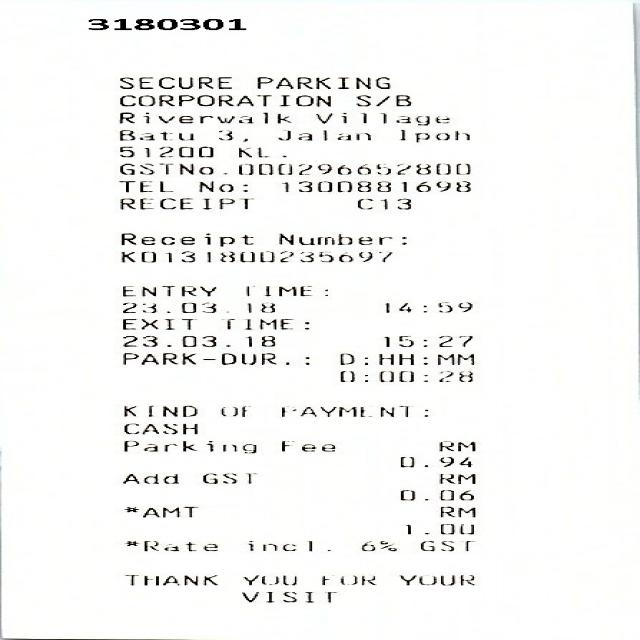 3180301
SECURE PARKING
CORPORATION S/B
Riverwalk Village
Batu 3, Jalan Ipoh
51200 KL.
GSTNo.000296652800
TEL No: 1300881698
RECEIPT C13
Receipt Number:
K0131800235697
ENTRY TIME:
23.03.18 14:59
EXIT TIME:
23.03.18 15:27
PARK-DUR.: D:HH:MM
0:00:28
KIND OF PAYMENT:
CASH
Parking Fee RM
0.94
Add GST RM
0.06
*AMT RM
1.00
*Rate incl. 6% GST
THANK YOU FOR YOUR
VISIT